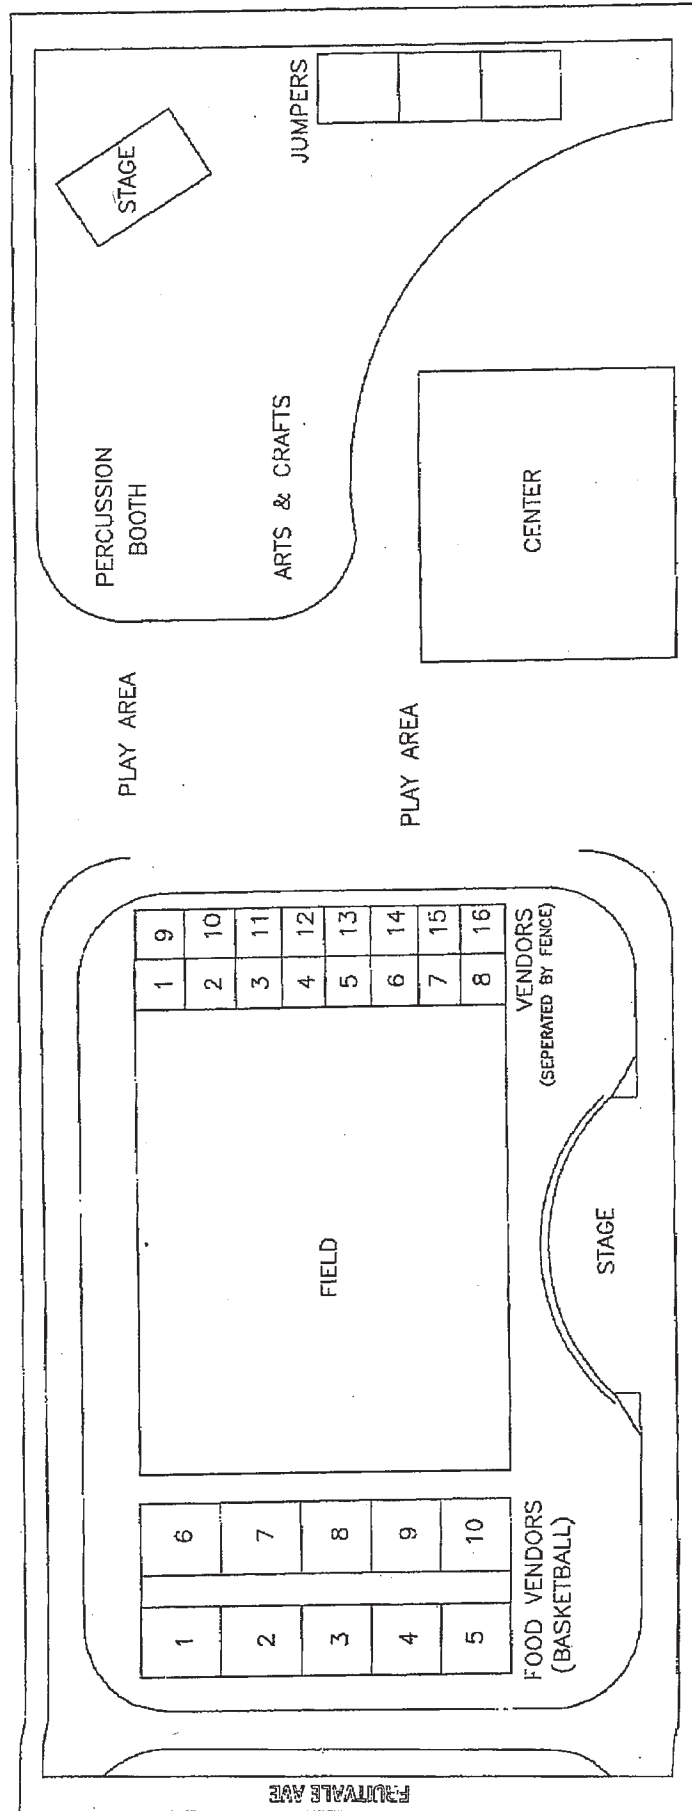 STAGE
JUMPERS
PERCUSSION
BOOTH
ARTS & CRAFTS
CENTER
PLAY AREA
PLAY AREA
9 10 11 12 13 14 15 16
1 2 3 4 5 6 7 8
VENDORS
(SEPERATED BY FENCE)
FIELD
STAGE
6 7 8 9 10
1 2 3 4 5
FOOD VENDORS
(BASKETBALL)
FRUITVALE AVE